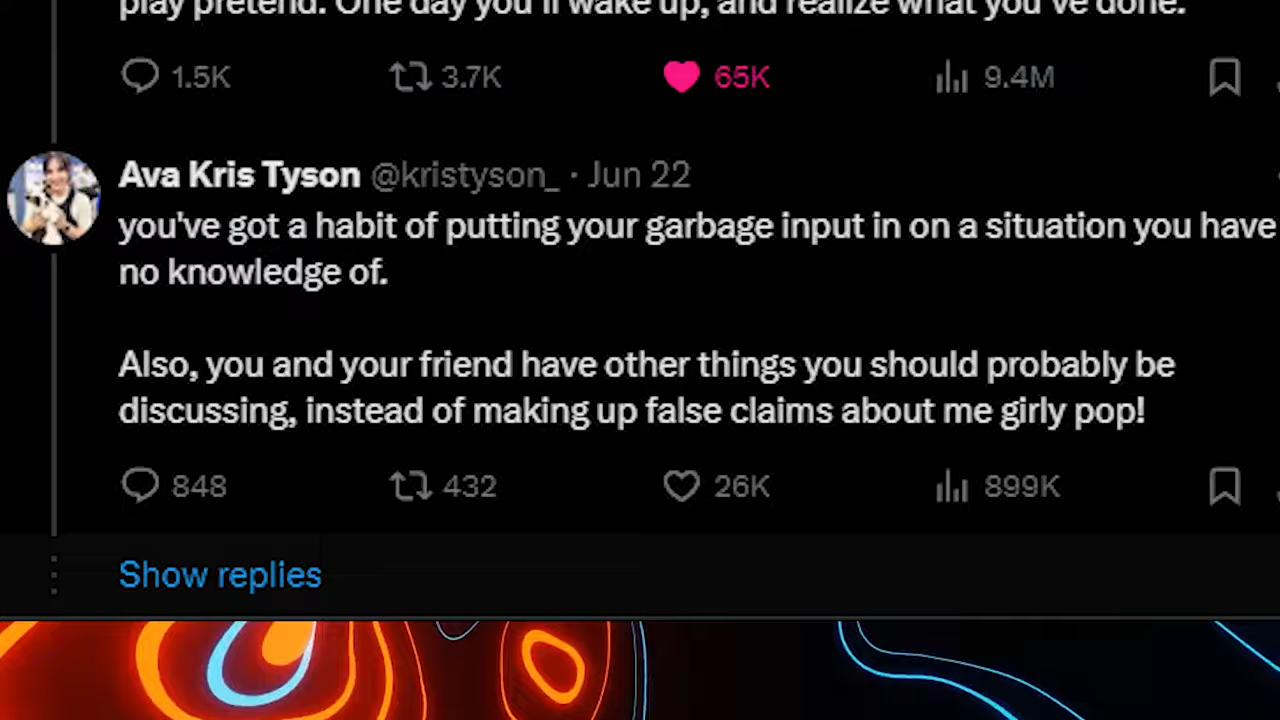 play pretend. One day you'll wake up, and realize what you've done.
1.5K 3.7K 65K 9.4M
Ava Kris Tyson @kristyson_ · Jun 22
you've got a habit of putting your garbage input in on a situation you have
no knowledge of.
Also, you and your friend have other things you should probably be
discussing, instead of making up false claims about me girly pop!
848 432 26K 899K
Show replies